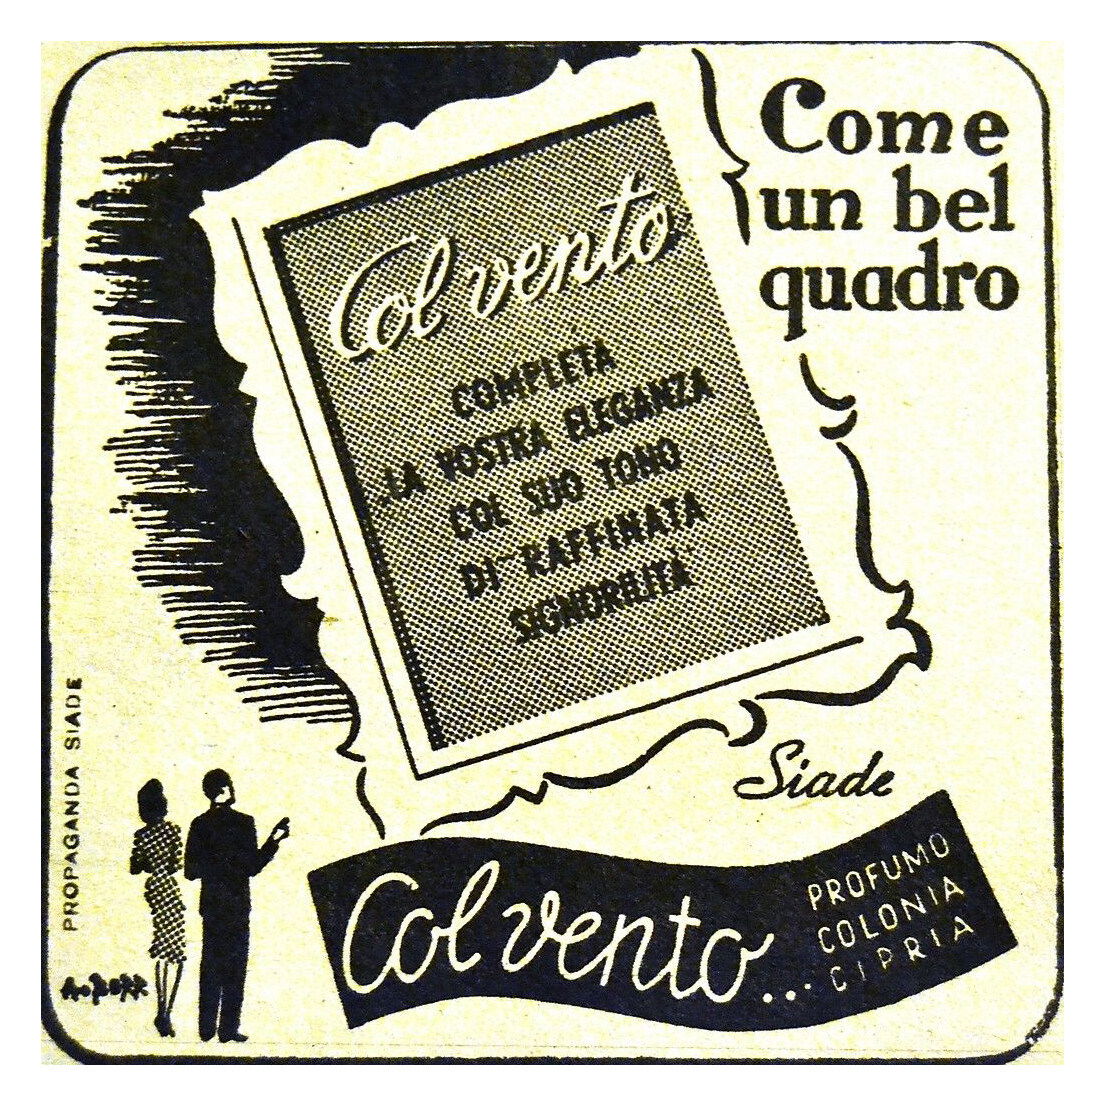 Come
un bel
quadro
Col vento
COMPLETA
LA VOSTRA ELEGANZA
COL SUO TONO
DI RAFFINATA
SIGNORILITÀ
Siade
Col vento...
PROFUMO
COLONIA
CIPRIA
PROPAGANDA SIADE